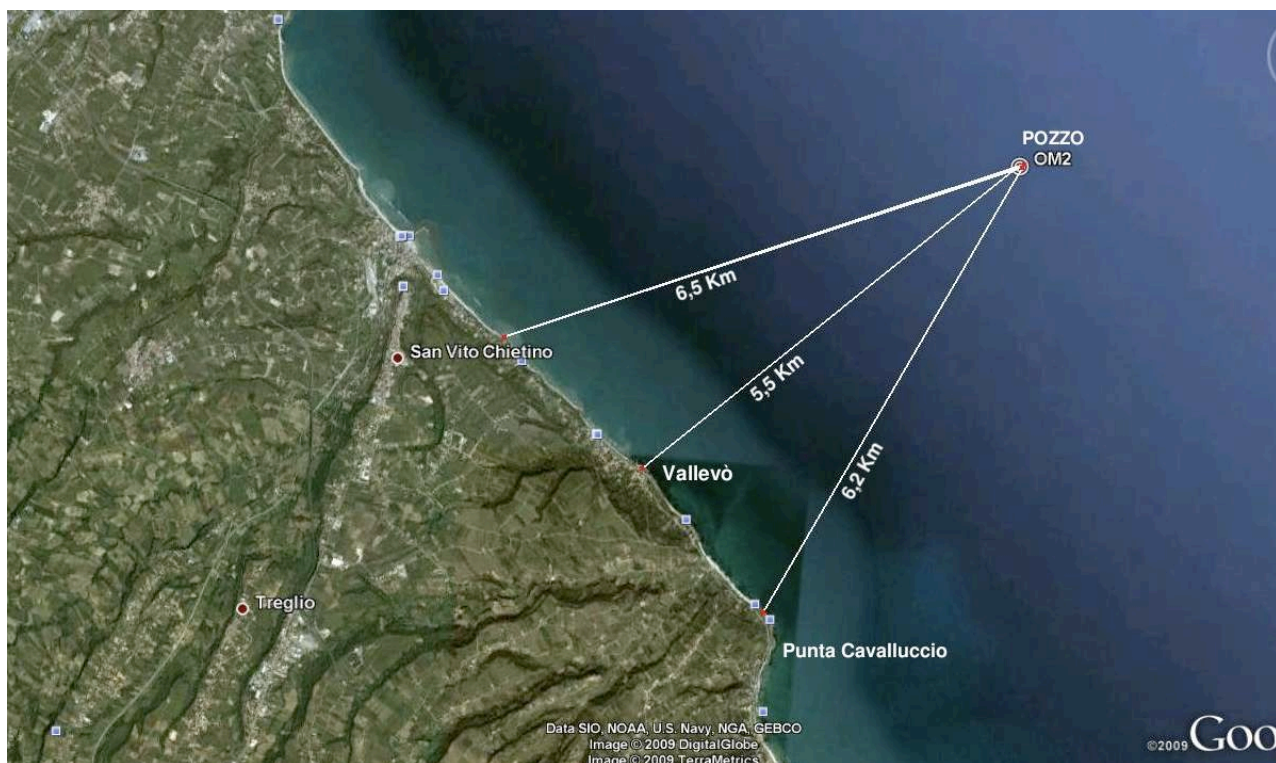 POZZO
OM2
6,5 Km
San Vito Chietino
5,5 Km
Vallevò
6,2 Km
Treglio
Punta Cavalluccio
Data SIO, NOAA, U.S. Navy, NGA, GEBCO
Image © 2009 DigitalGlobe
Image © 2009 TerraMetrics
©2009 Goo